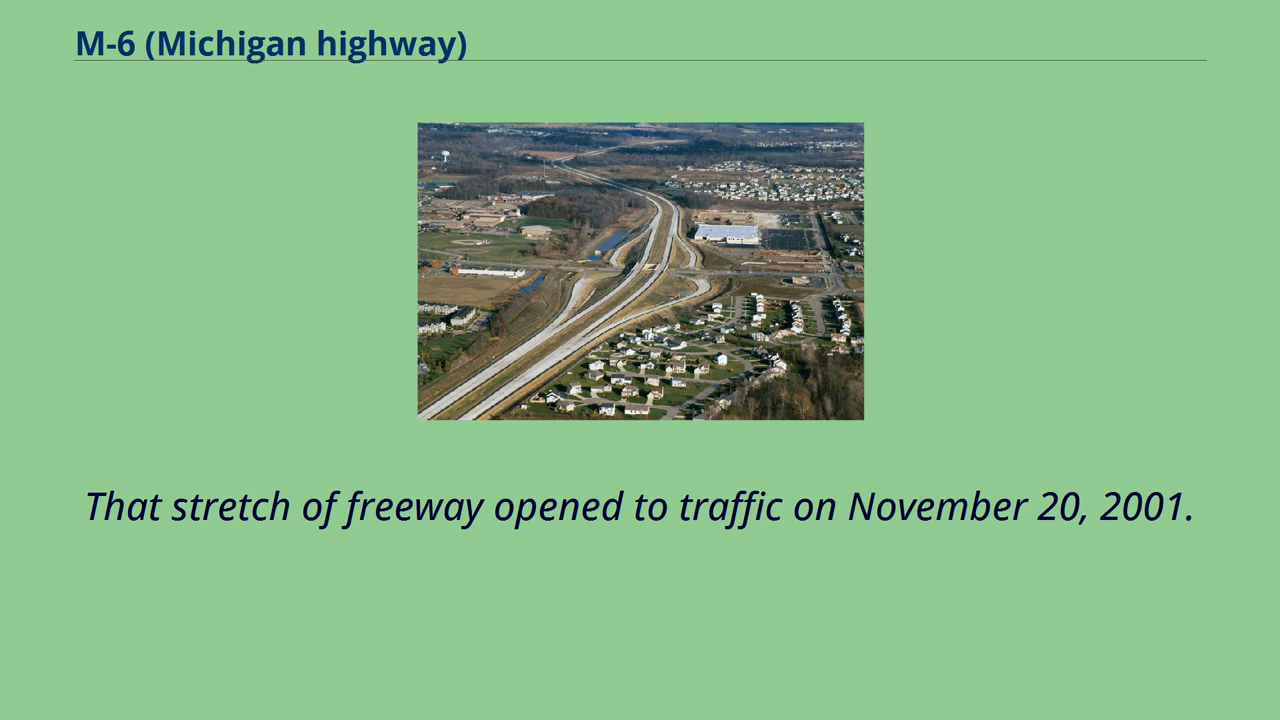 M-6 (Michigan highway)
That stretch of freeway opened to traffic on November 20, 2001.